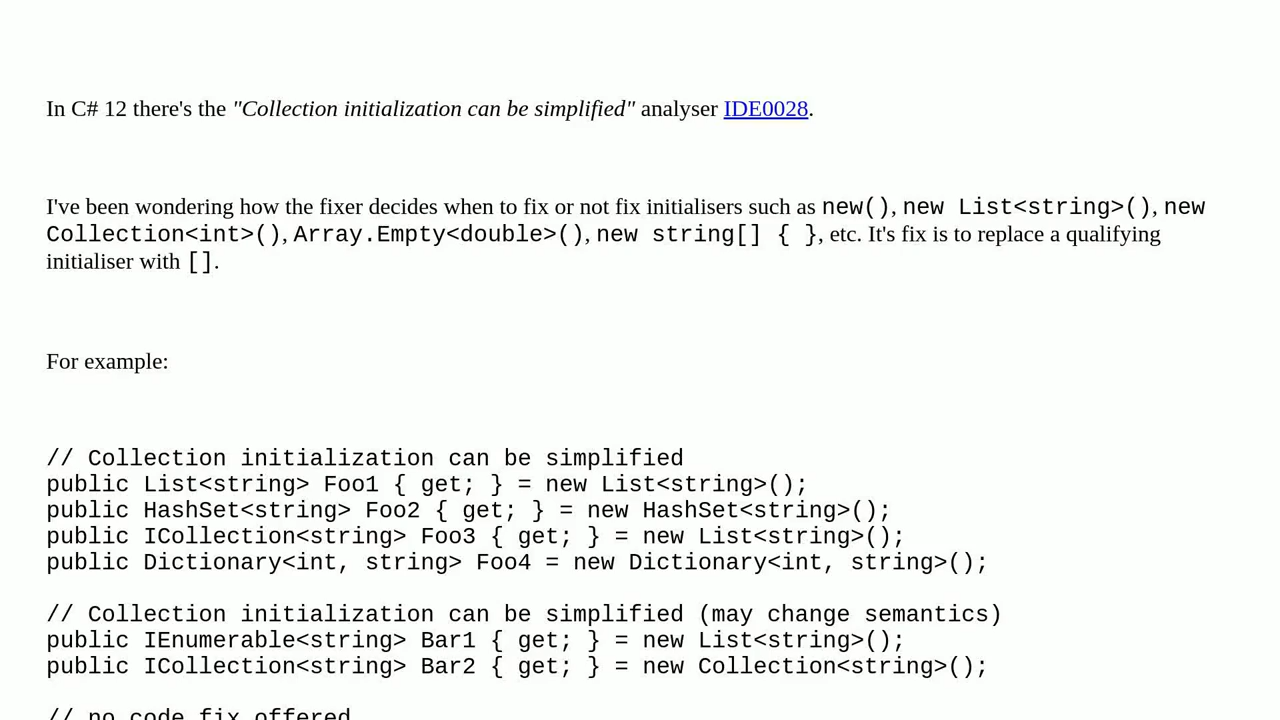 In C# 12 there's the "Collection initialization can be simplified" analyser IDE0028.
I've been wondering how the fixer decides when to fix or not fix initialisers such as new(), new List<string>(), new
Collection<int>(), Array.Empty<double>(), new string[] { }, etc. It's fix is to replace a qualifying
initialiser with [].
For example:
// Collection initialization can be simplified
public List<string> Foo1 { get; } = new List<string>();
public HashSet<string> Foo2 { get; } = new HashSet<string>();
public ICollection<string> Foo3 { get; } = new List<string>();
public Dictionary<int, string> Foo4 = new Dictionary<int, string>();
// Collection initialization can be simplified (may change semantics)
public IEnumerable<string> Bar1 { get; } = new List<string>();
public ICollection<string> Bar2 { get; } = new Collection<string>();
// no code fix offered